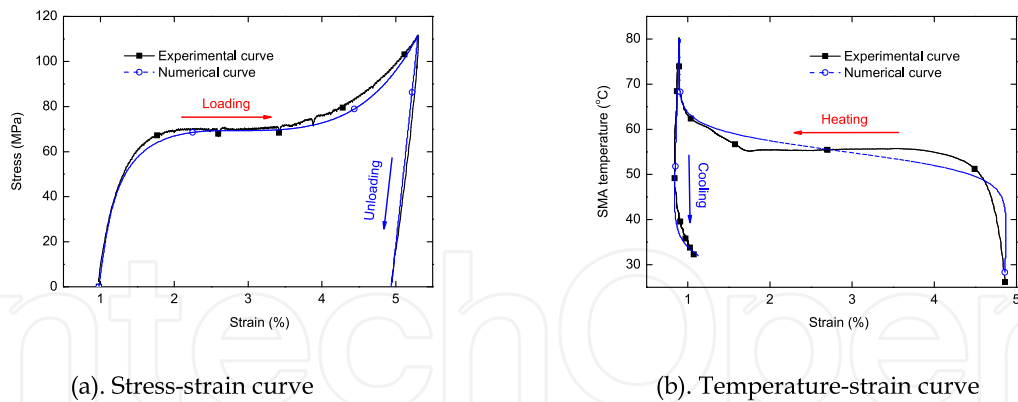 120
100
80
60
40
20
0
Stress (MPa)
Experimental curve
Numerical curve
Loading
Unloading
1 2 3 4 5
Strain (%)
(a). Stress-strain curve
80
70
60
50
40
30
SMA temperature (°C)
Experimental curve
Numerical curve
Heating
Cooling
1 2 3 4 5
Strain (%)
(b). Temperature-strain curve